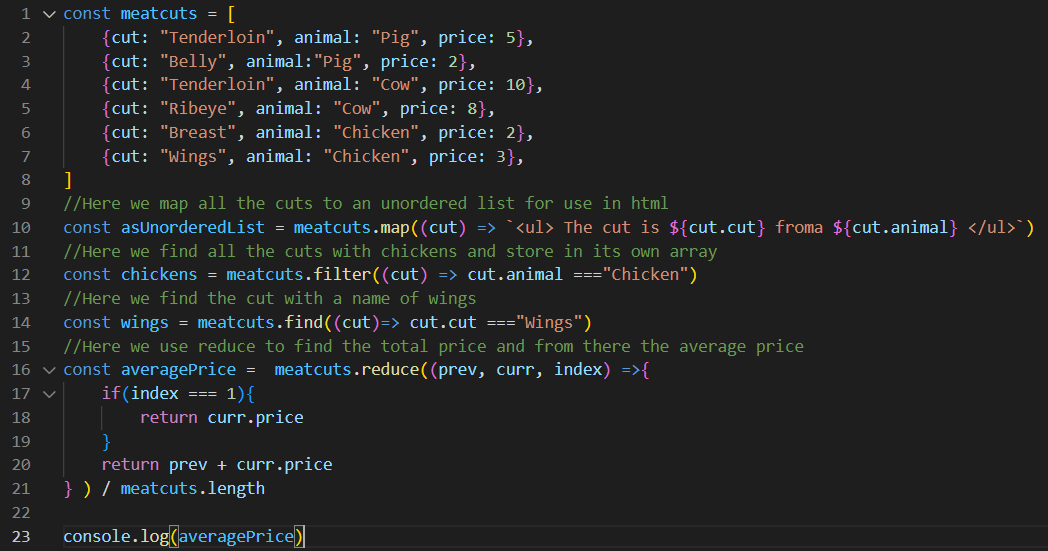 1 const meatcuts = [
2 {cut: "Tenderloin", animal: "Pig", price: 5},
3 {cut: "Belly", animal:"Pig", price: 2},
4 {cut: "Tenderloin", animal: "Cow", price: 10},
5 {cut: "Ribeye", animal: "Cow", price: 8},
6 {cut: "Breast", animal: "Chicken", price: 2},
7 {cut: "Wings", animal: "Chicken", price: 3},
8 ]
9 //Here we map all the cuts to an unordered list for use in html
10 const asUnorderedList = meatcuts.map((cut) => `<ul> The cut is ${cut.cut} froma ${cut.animal} </ul>`)
11 //Here we find all the cuts with chickens and store in its own array
12 const chickens = meatcuts.filter((cut) => cut.animal ==="Chicken")
13 //Here we find the cut with a name of wings
14 const wings = meatcuts.find((cut)=> cut.cut ==="Wings")
15 //Here we use reduce to find the total price and from there the average price
16 const averagePrice =  meatcuts.reduce((prev, curr, index) =>{
17 if(index === 1){
18 return curr.price
19 }
20 return prev + curr.price
21 } ) / meatcuts.length
22
23 console.log(averagePrice)